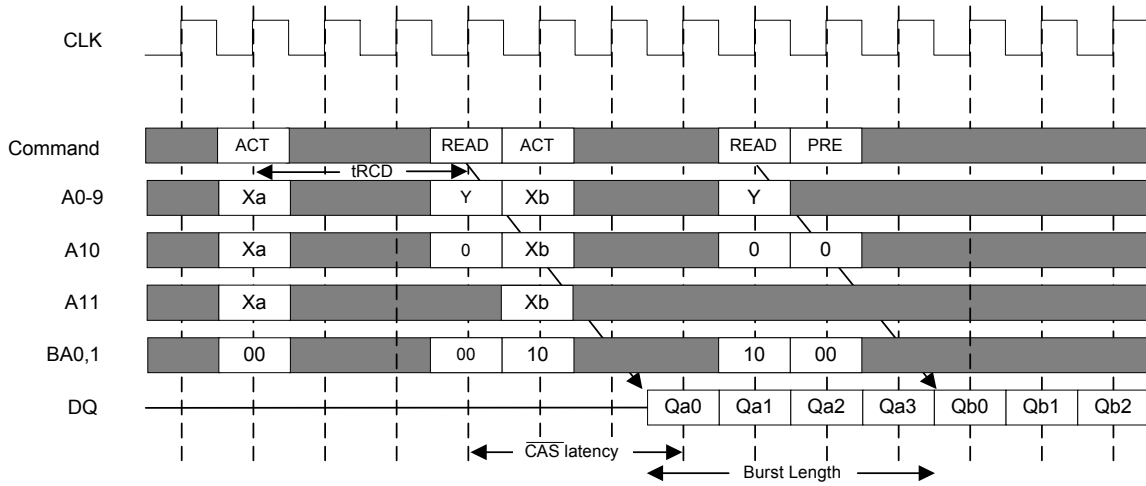 CLK
Command ACT READ ACT READ PRE
tRCD
A0-9 Xa Y Xb Y
A10 Xa 0 Xb 0 0
A11 Xa Xb
BA0,1 00 00 10 10 00
DQ Qa0 Qa1 Qa2 Qa3 Qb0 Qb1 Qb2
CAS latency
Burst Length